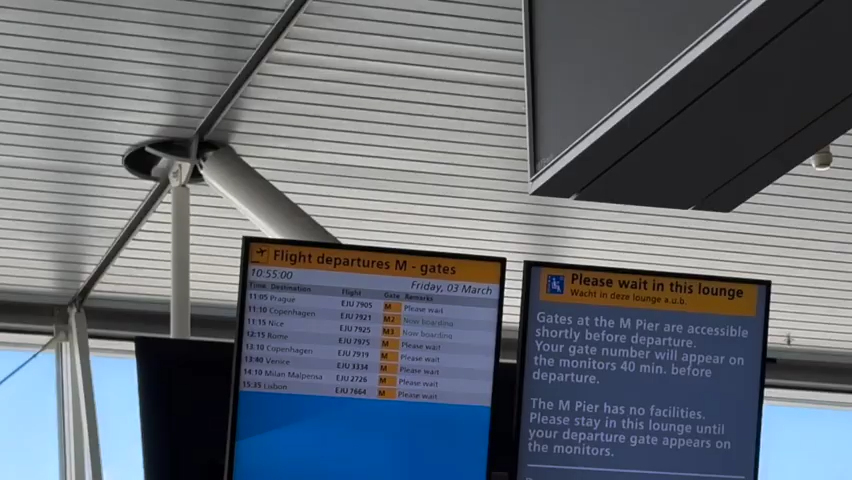 Flight departures M - gates
10:55:00
Friday, 03 March
Time Destination Flight Gate Remarks
11:05 Prague EJU 7905 M Please wait
11:10 Copenhagen EJU 7921 M2 Now boarding
11:15 Nice EJU 7925 M3 Now boarding
12:15 Rome EJU 7975 M Please wait
13:10 Copenhagen EJU 7919 M Please wait
13:40 Venice EJU 3334 M Please wait
14:10 Milan Malpensa EJU 2726 M Please wait
15:35 Lisbon EJU 7664 M Please wait
Please wait in this lounge
Wacht in deze lounge a.u.b.
Gates at the M Pier are accessible
shortly before departure.
Your gate number will appear on
the monitors 40 min. before
departure.
The M Pier has no facilities.
Please stay in this lounge until
your departure gate appears on
the monitors.